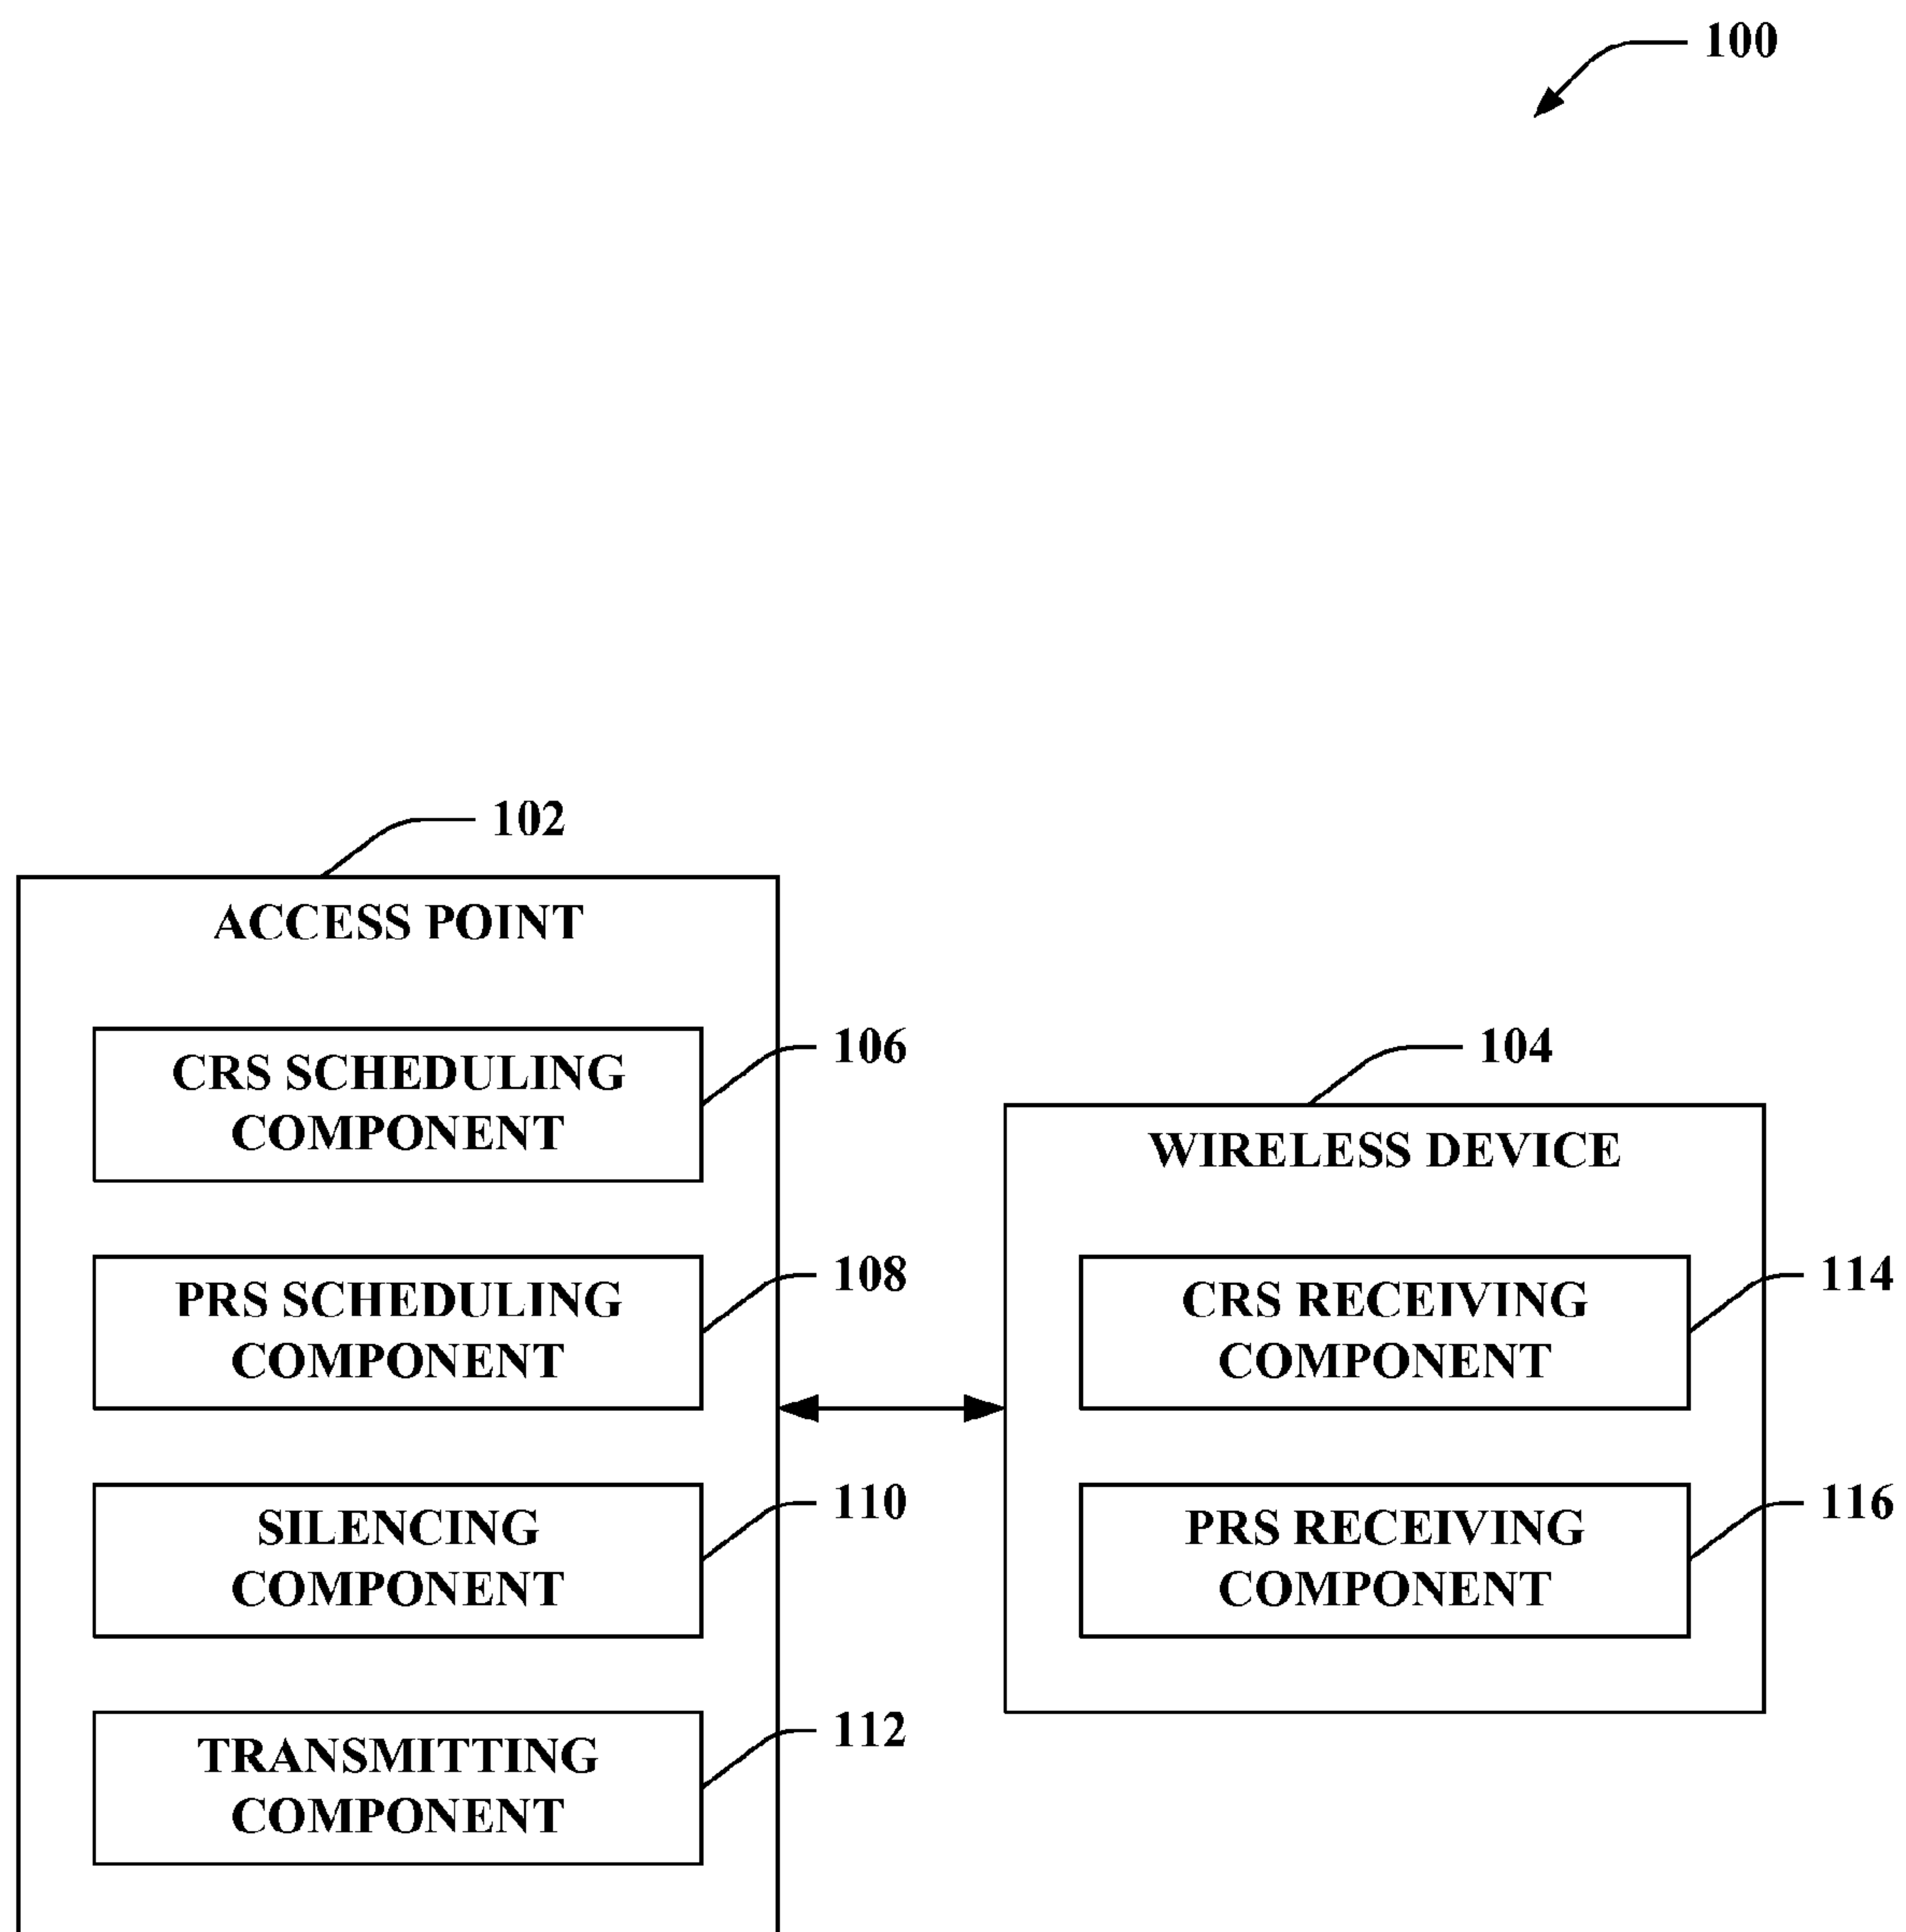 100
102
ACCESS POINT
CRS SCHEDULING
COMPONENT
106
PRS SCHEDULING
COMPONENT
108
SILENCING
COMPONENT
110
TRANSMITTING
COMPONENT
112
104
WIRELESS DEVICE
CRS RECEIVING
COMPONENT
114
PRS RECEIVING
COMPONENT
116